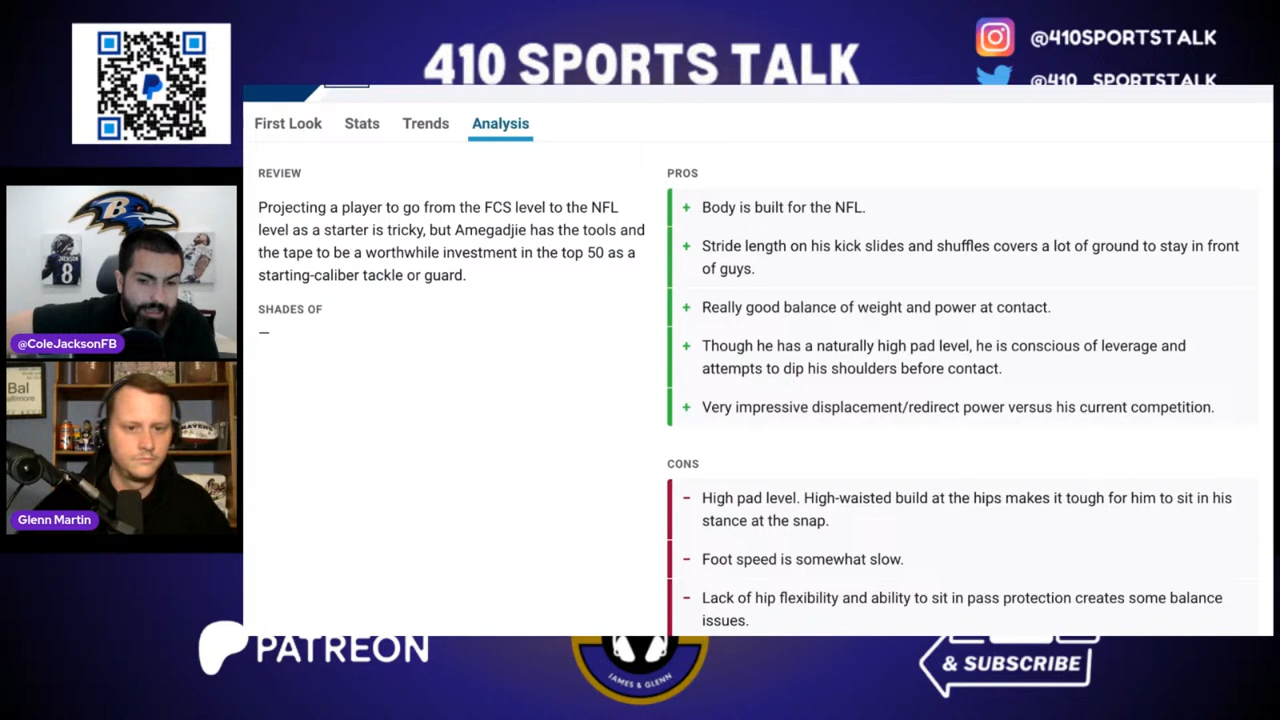 410 SPORTS TALK
@410SPORTSTALK
@410_SPORTSTALK
First Look Stats Trends Analysis
REVIEW
Projecting a player to go from the FCS level to the NFL
level as a starter is tricky, but Amegadjie has the tools and
the tape to be a worthwhile investment in the top 50 as a
starting-caliber tackle or guard.
SHADES OF
—
PROS
+ Body is built for the NFL.
+ Stride length on his kick slides and shuffles covers a lot of ground to stay in front
of guys.
+ Really good balance of weight and power at contact.
+ Though he has a naturally high pad level, he is conscious of leverage and
attempts to dip his shoulders before contact.
+ Very impressive displacement/redirect power versus his current competition.
CONS
- High pad level. High-waisted build at the hips makes it tough for him to sit in his
stance at the snap.
- Foot speed is somewhat slow.
- Lack of hip flexibility and ability to sit in pass protection creates some balance
issues.
JACKSON
8
@ColeJacksonFB
Bal
altimore
RAVENS
Glenn Martin
PATREON
JAMES & GLENN
& SUBSCRIBE